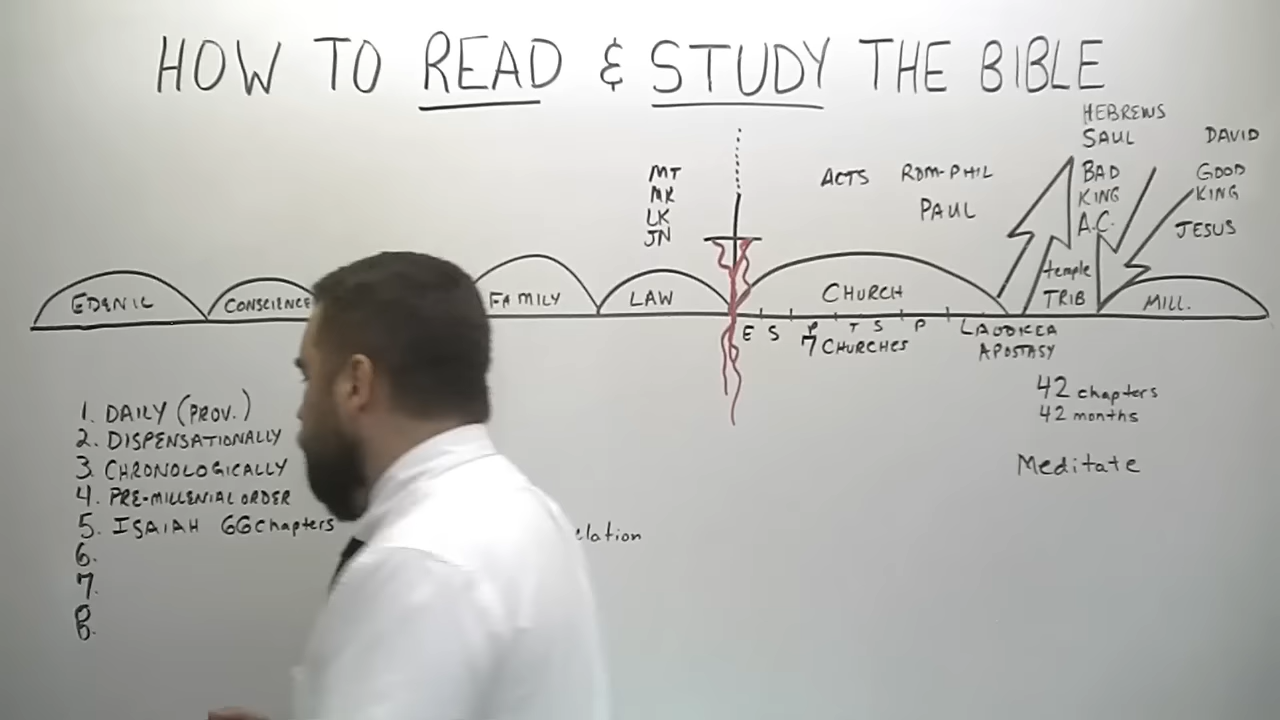 HOW TO READ & STUDY THE BIBLE
HEBREWS
SAUL
BAD
KING
A.C.
DAVID
GOOD
KING
JESUS
MT
MK
LK
JN
ACTS
ROM-PHIL
PAUL
EDENIC
CONSCIENCE
FAMILY
LAW
CHURCH
temple
TRIB
MILL.
E S P T S P LAODICEA
7 CHURCHES
APOSTASY
42 chapters
42 months
Meditate
1. DAILY (PROV.)
2. DISPENSATIONALLY
3. CHRONOLOGICALLY
4. PRE-MILLENIAL ORDER
5. ISAIAH 66 chapters
elation
6.
7.
8.